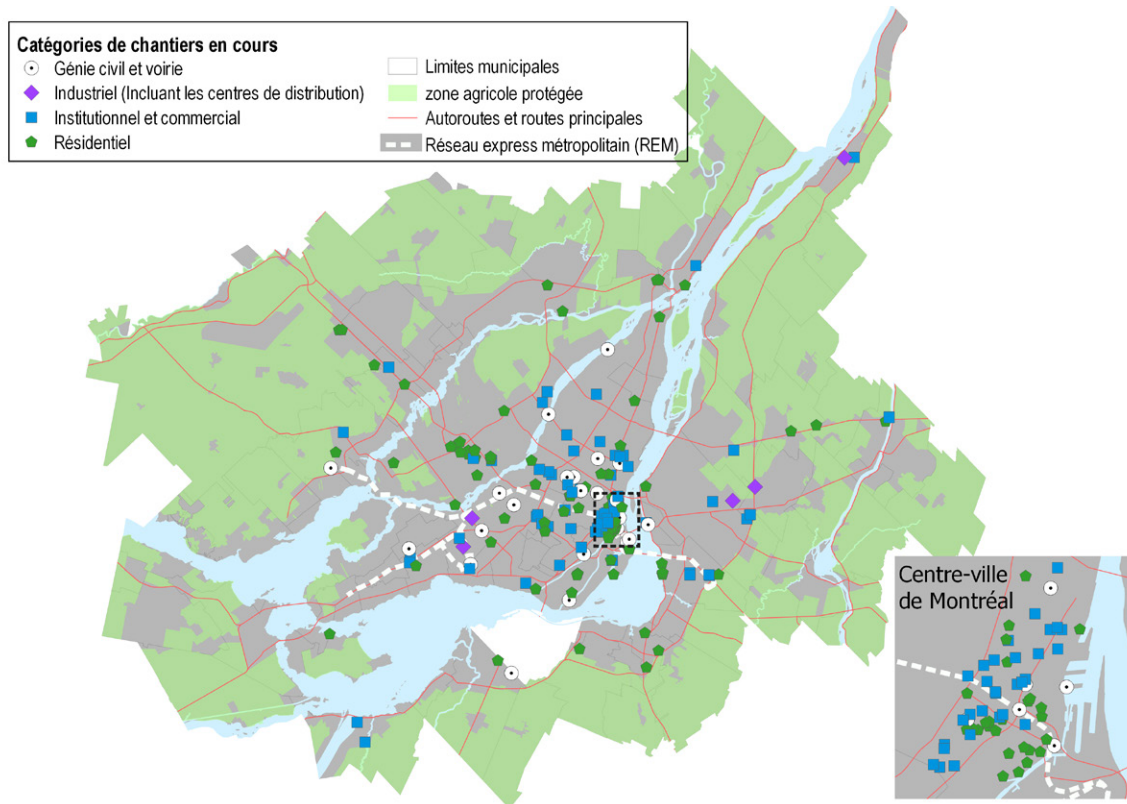 Catégories de chantiers en cours
Génie civil et voirie
Industriel (Incluant les centres de distribution)
Institutionnel et commercial
Résidentiel
Limites municipales
zone agricole protégée
Autoroutes et routes principales
Réseau express métropolitain (REM)
Centre-ville
de Montréal